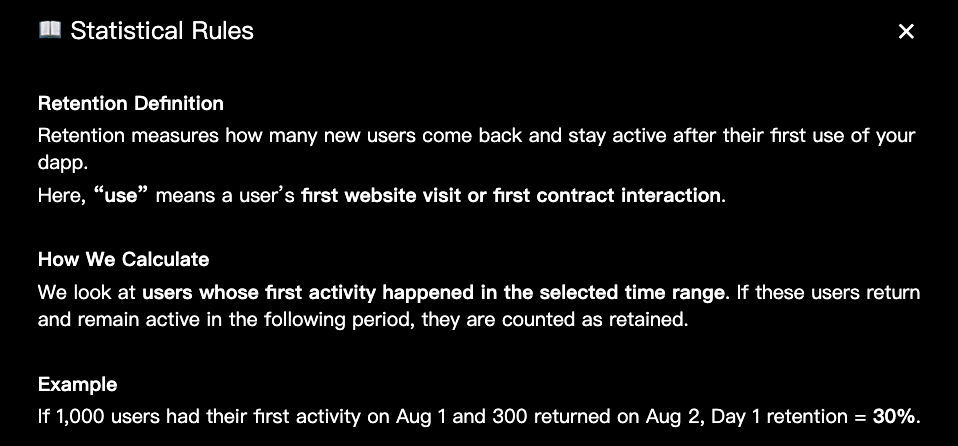 📖 Statistical Rules ✕
Retention Definition
Retention measures how many new users come back and stay active after their first use of your
dapp.
Here, “use” means a user’s first website visit or first contract interaction.
How We Calculate
We look at users whose first activity happened in the selected time range. If these users return
and remain active in the following period, they are counted as retained.
Example
If 1,000 users had their first activity on Aug 1 and 300 returned on Aug 2, Day 1 retention = 30%.